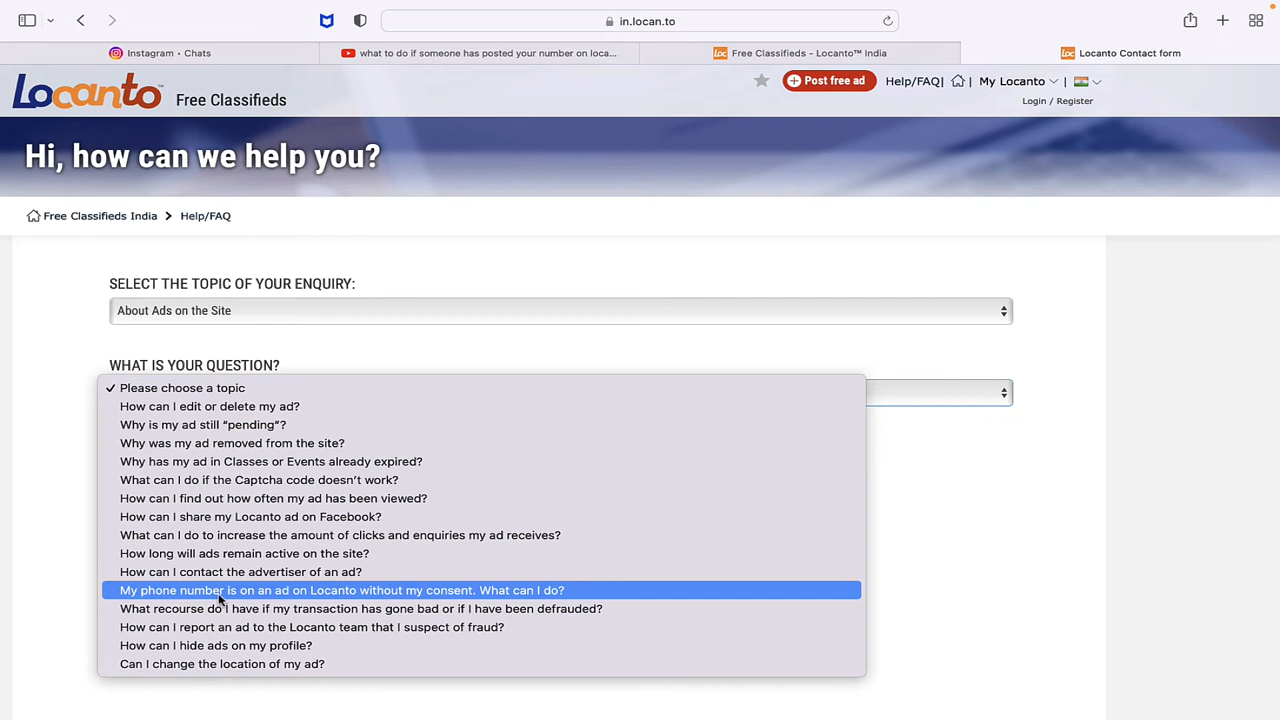 in.locan.to
Instagram • Chats
what to do if someone has posted your number on loca...
Free Classifieds - Locanto™ India
Locanto Contact form
Locanto™ Free Classifieds
Post free ad
Help/FAQ|
My Locanto
Login / Register
Hi, how can we help you?
Free Classifieds India
Help/FAQ
SELECT THE TOPIC OF YOUR ENQUIRY:
About Ads on the Site
WHAT IS YOUR QUESTION?
✓ Please choose a topic
How can I edit or delete my ad?
Why is my ad still “pending”?
Why was my ad removed from the site?
Why has my ad in Classes or Events already expired?
What can I do if the Captcha code doesn’t work?
How can I find out how often my ad has been viewed?
How can I share my Locanto ad on Facebook?
What can I do to increase the amount of clicks and enquiries my ad receives?
How long will ads remain active on the site?
How can I contact the advertiser of an ad?
My phone number is on an ad on Locanto without my consent. What can I do?
What recourse do I have if my transaction has gone bad or if I have been defrauded?
How can I report an ad to the Locanto team that I suspect of fraud?
How can I hide ads on my profile?
Can I change the location of my ad?